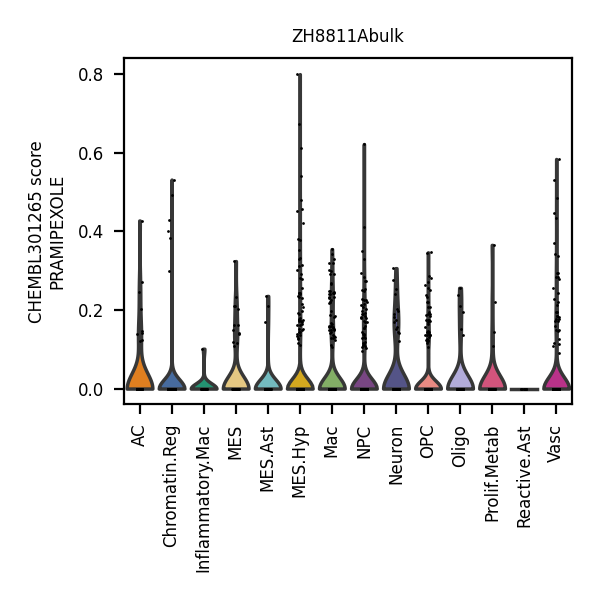 ZH8811Abulk
CHEMBL301265 score
PRAMIPEXOLE
0.8
0.6
0.4
0.2
0.0
AC
Chromatin.Reg
Inflammatory.Mac
MES
MES.Ast
MES.Hyp
Mac
NPC
Neuron
OPC
Oligo
Prolif.Metab
Reactive.Ast
Vasc